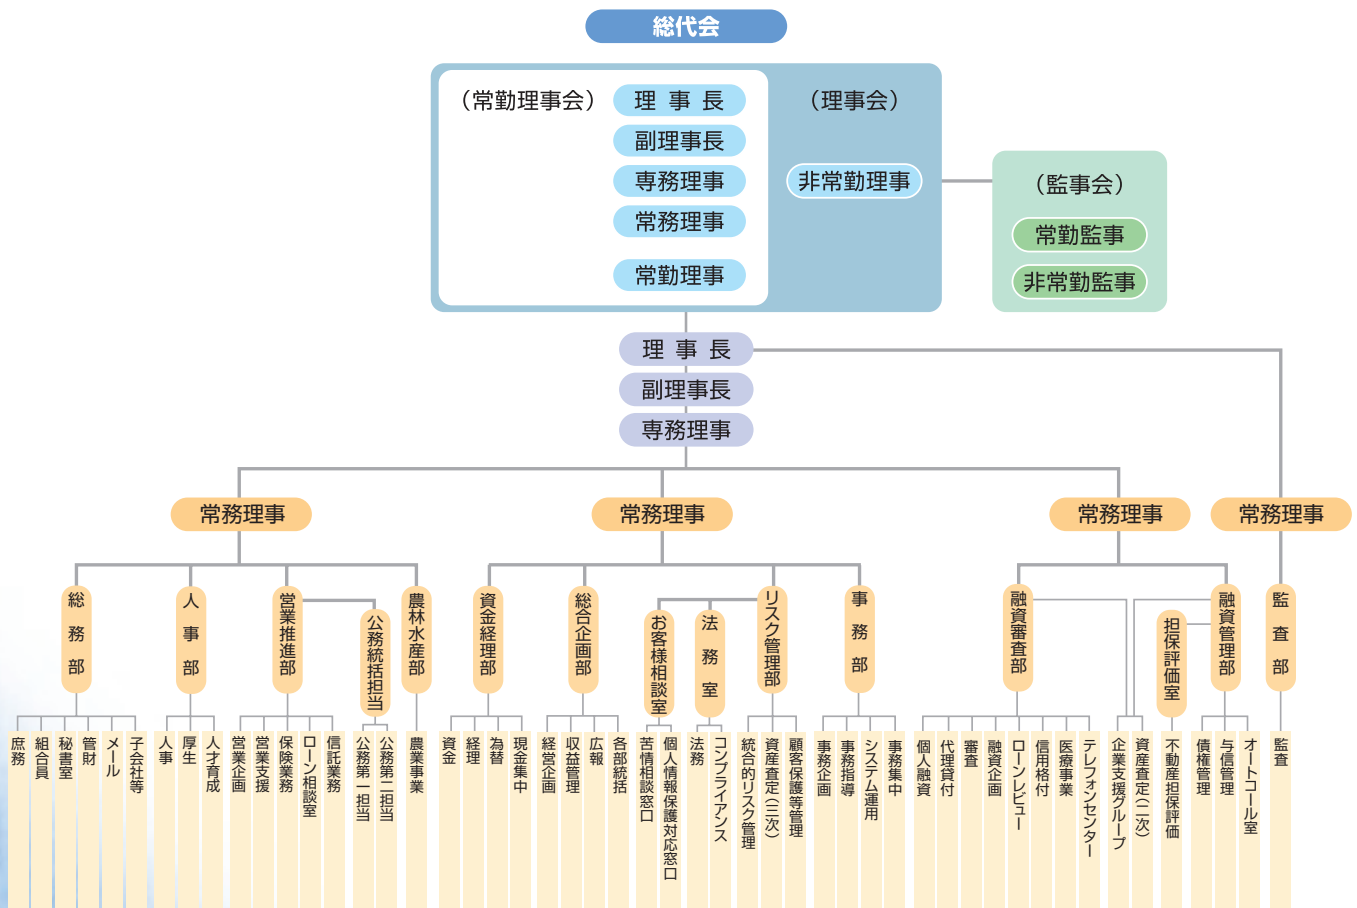 総代会
（常勤理事会）
理事長
副理事長
専務理事
常務理事
常勤理事
（理事会）
非常勤理事
（監事会）
常勤監事
非常勤監事
理事長
副理事長
専務理事
常務理事
常務理事
常務理事
常務理事
総務部
人事部
営業推進部
公務統括担当
農林水産部
資金経理部
総合企画部
お客様相談室
法務室
リスク管理部
事務部
融資審査部
担保評価室
融資管理部
監査部
庶務
組合員
秘書室
管財
メール
子会社等
人事
厚生
人才育成
営業企画
営業支援
保険業務
ローン相談室
信託業務
公務第一担当
公務第二担当
農業事業
資金
経理
為替
現金集中
経営企画
収益管理
広報
各部統括
苦情相談窓口
個人情報保護対応窓口
法務
コンプライアンス
統合的リスク管理
資産査定（三次）
顧客保護等管理
事務企画
事務指導
システム運用
事務集中
個人融資
代理貸付
審査
融資企画
ローンレビュー
信用格付
医療事業
テレフォンセンター
企業支援グループ
資産査定（二次）
不動産担保評価
債権管理
与信管理
オートコール室
監査